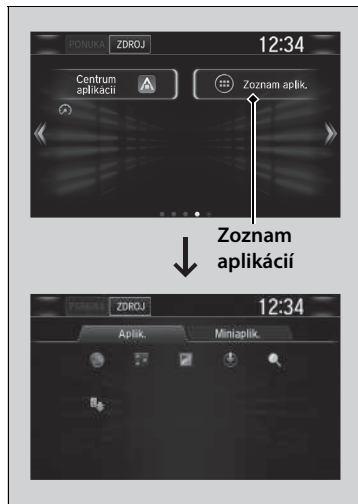 PONUKA ZDROJ 12:34
Centrum
aplikácií
Zoznam aplik.
Zoznam
aplikácií
PONUKA ZDROJ 12:34
Aplik. Miniaplik.